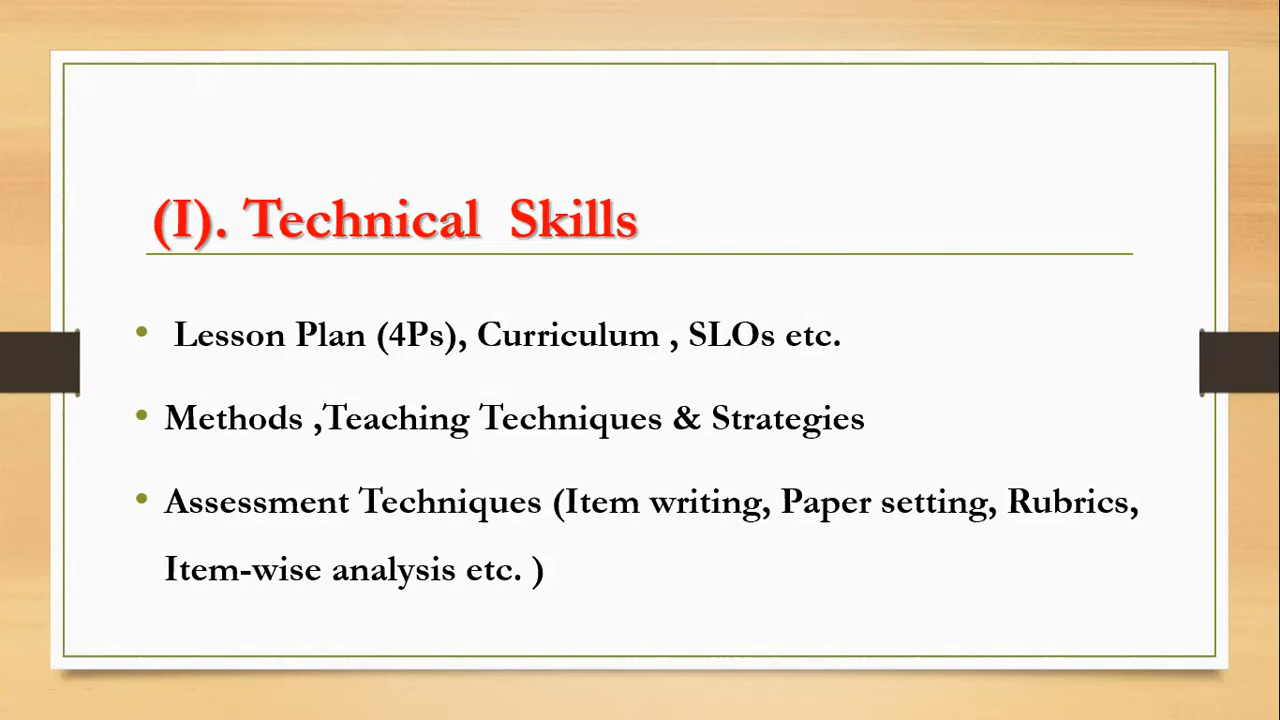 (I). Technical Skills
• Lesson Plan (4Ps), Curriculum , SLOs etc.
• Methods ,Teaching Techniques & Strategies
• Assessment Techniques (Item writing, Paper setting, Rubrics,
Item-wise analysis etc. )